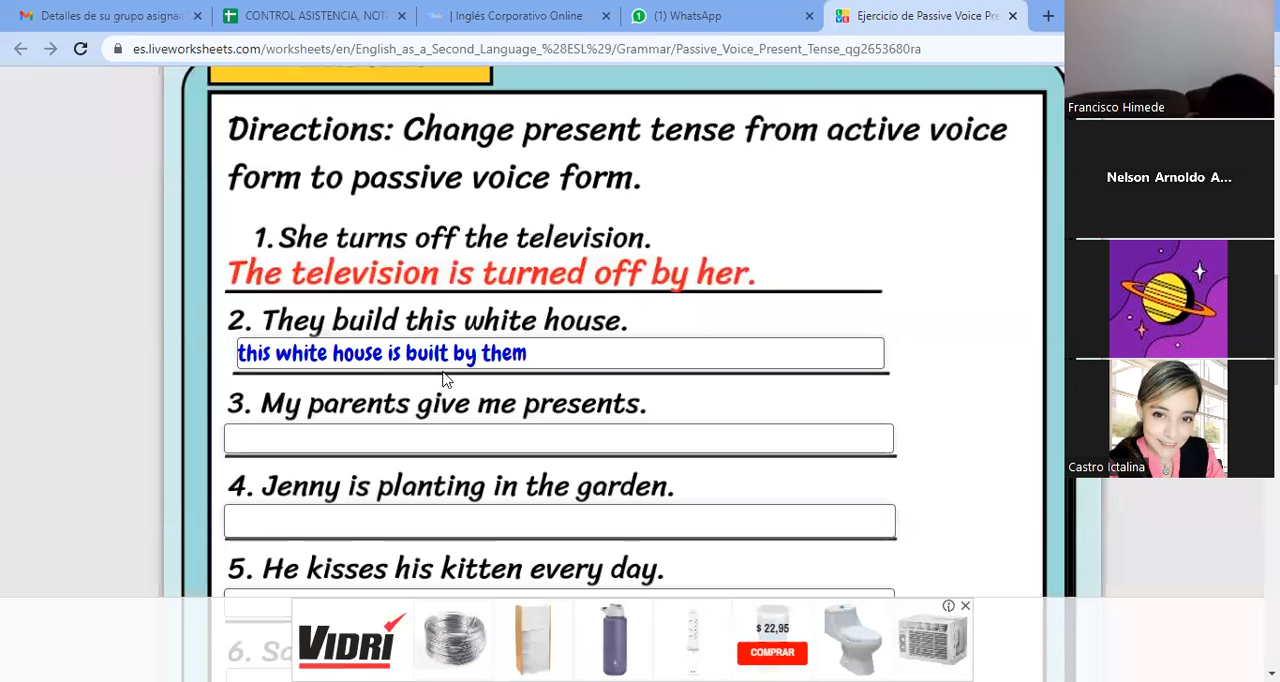 Detalles de su grupo asignad
CONTROL ASISTENCIA, NOTA
Inglés Corporativo Online
(1) WhatsApp
Ejercicio de Passive Voice Pre
es.liveworksheets.com/worksheets/en/English_as_a_Second_Language_%28ESL%29/Grammar/Passive_Voice_Present_Tense_qg2653680ra
Francisco Himede
Nelson Arnoldo A...
Castro Ictalina
Directions: Change present tense from active voice
form to passive voice form.
1. She turns off the television.
The television is turned off by her.
2. They build this white house.
this white house is built by them
3. My parents give me presents.
4. Jenny is planting in the garden.
5. He kisses his kitten every day.
6.
VIDRI
$ 22,95
COMPRAR